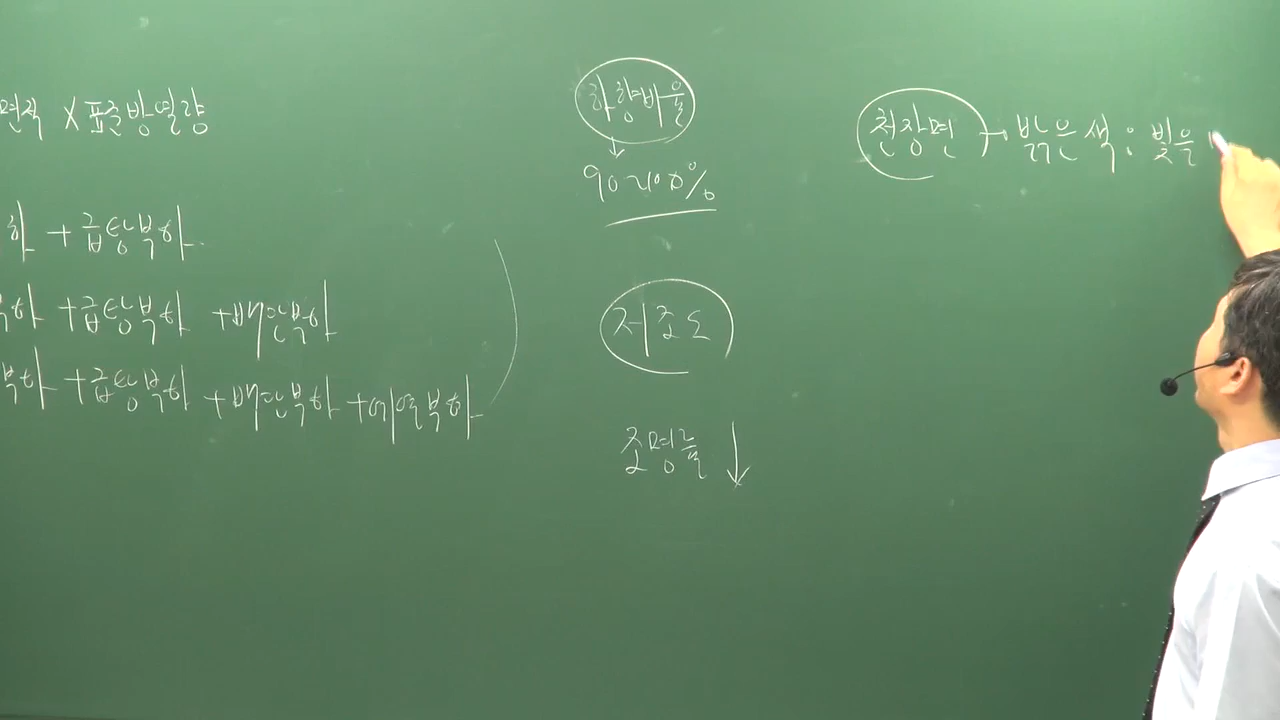 면적 X 표준방열량
하 + 급탕부하
부하 + 급탕부하 + 배관부하
부하 + 급탕부하 + 배관부하 + 예열부하
하향비율
↓
90~100%
저조도
조명률 ↓
천장면 → 밝은색 : 빛을